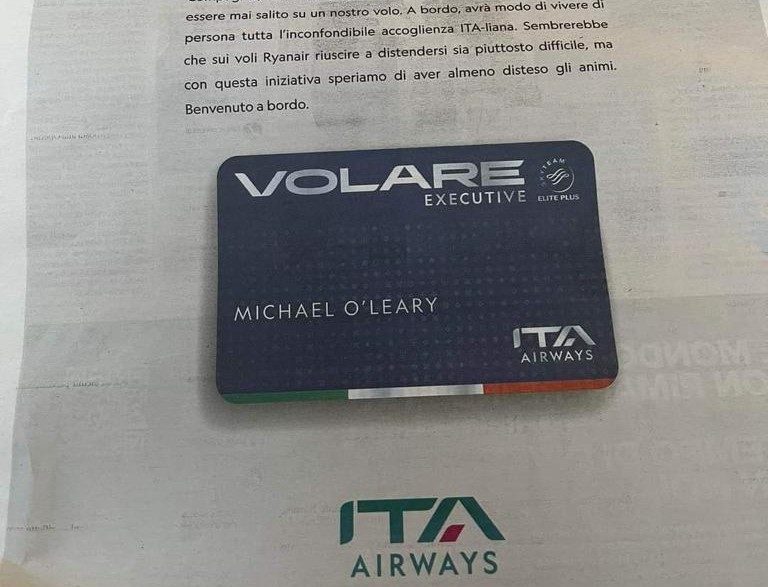 essere mai salito su un nostro volo. A bordo, avrà modo di vivere di
persona tutta l'inconfondibile accoglienza ITA-liana. Sembrerebbe
che sui voli Ryanair riuscire a distendersi sia piuttosto difficile, ma
con questa iniziativa speriamo di aver almeno disteso gli animi.
Benvenuto a bordo.
VOLARE
EXECUTIVE
SKYTEAM
ELITE PLUS
MICHAEL O'LEARY
ITA
AIRWAYS
ITA
AIRWAYS